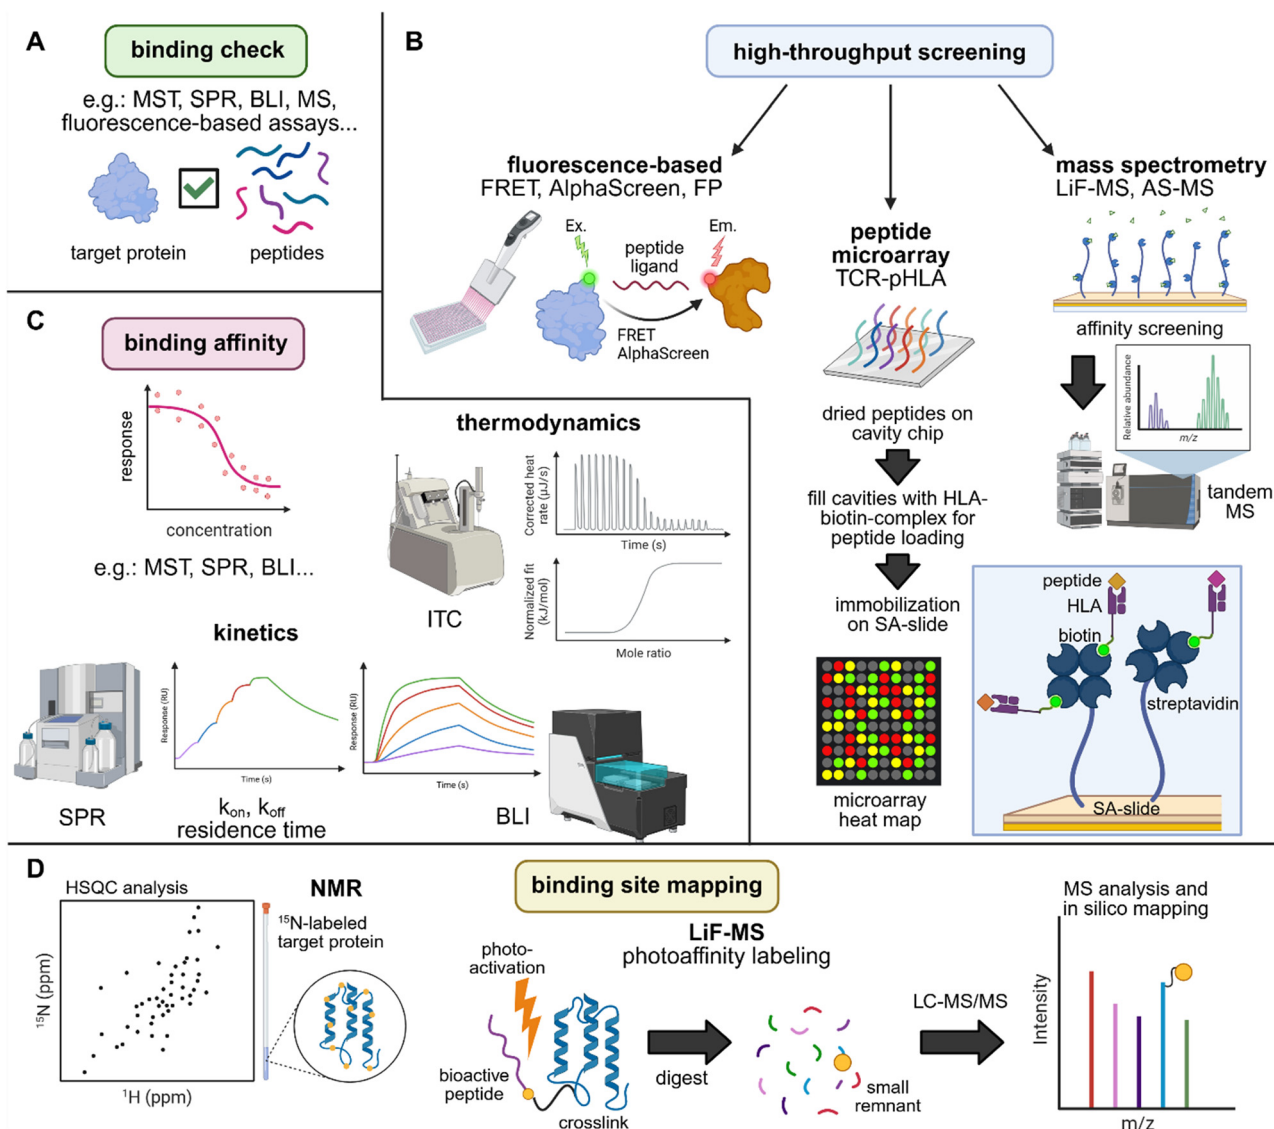 A
binding check
e.g.: MST, SPR, BLI, MS,
fluorescence-based assays...
target protein
peptides
B
high-throughput screening
fluorescence-based
FRET, AlphaScreen, FP
Ex.
peptide
ligand
Em.
FRET
AlphaScreen
peptide
microarray
TCR-pHLA
dried peptides on
cavity chip
fill cavities with HLA-
biotin-complex for
peptide loading
immobilization
on SA-slide
microarray
heat map
mass spectrometry
LiF-MS, AS-MS
affinity screening
Relative abundance
m/z
tandem
MS
peptide
HLA
biotin
streptavidin
SA-slide
C
binding affinity
response
concentration
e.g.: MST, SPR, BLI...
thermodynamics
ITC
Corrected heat
rate (µJ/s)
Time (s)
Normalized fit
(kJ/mol)
Mole ratio
kinetics
SPR
Response (RU)
Time (s)
kon, koff
residence time
Response (RU)
Time (s)
BLI
D
binding site mapping
HSQC analysis
NMR
15N (ppm)
1H (ppm)
15N-labeled
target protein
LiF-MS
photoaffinity labeling
photo-
activation
bioactive
peptide
crosslink
digest
small
remnant
LC-MS/MS
MS analysis and
in silico mapping
Intensity
m/z